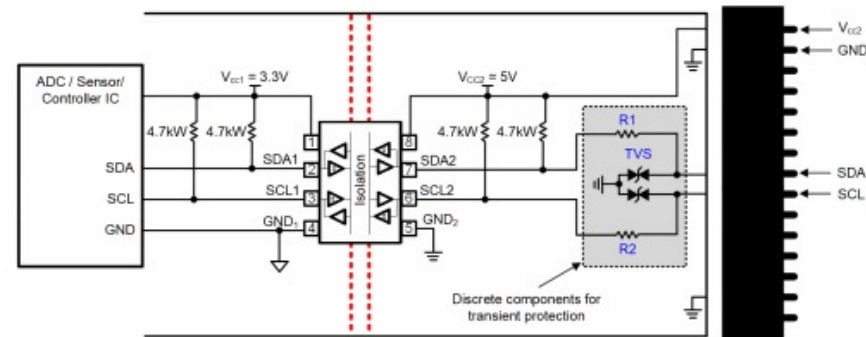 ADC / Sensor/
Controller IC
SDA
SCL
GND
Vcc1 = 3.3V
4.7kW
4.7kW
SDA1
SCL1
GND1
1
2
3
4
Isolation
8
7
6
5
VCC2 = 5V
4.7kW
4.7kW
SDA2
SCL2
GND2
R1
TVS
R2
Discrete components for
transient protection
Vcc2
GND
SDA
SCL